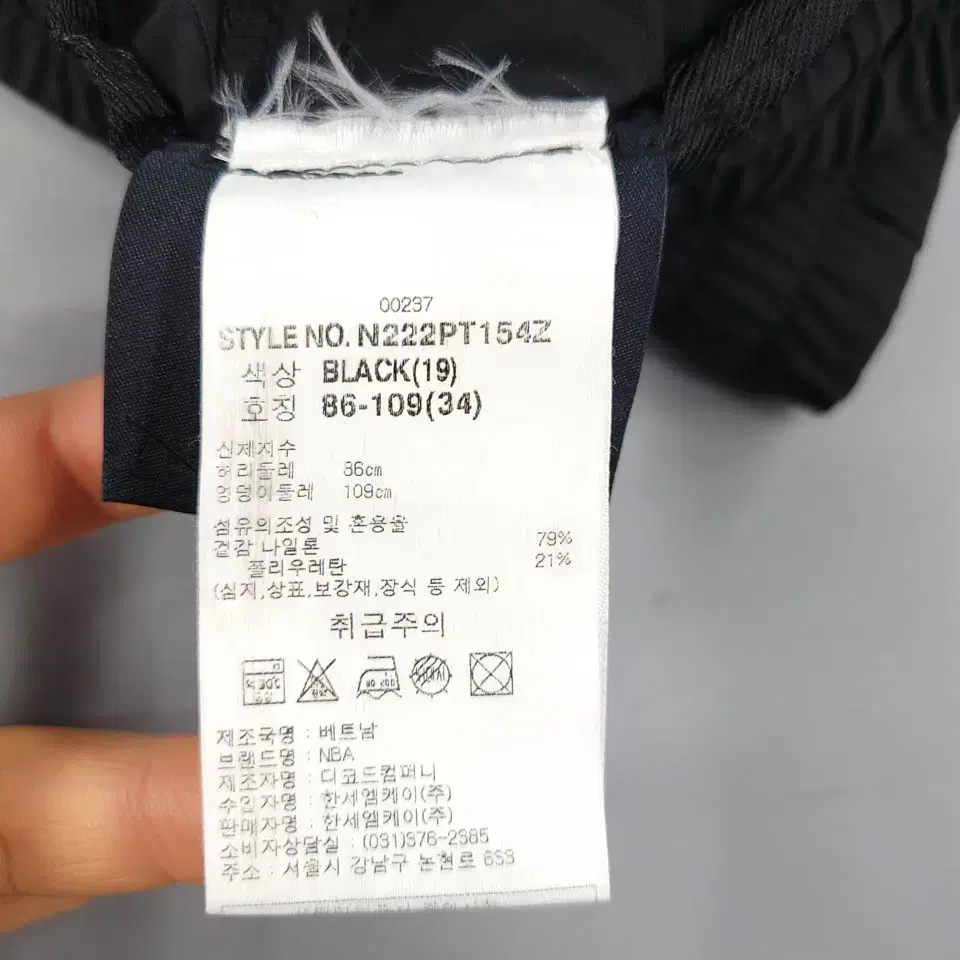 00237
STYLE NO. N222PT154Z
색상 BLACK(19)
호칭 86-109(34)
신체치수
허리둘레 86cm
엉덩이둘레 109cm
섬유의조성 및 혼용율
겉감 나일론 79%
폴리우레탄 21%
(심지,상표,보강재,장식 등 제외)
취급주의
제조국명 : 베트남
브랜드명 : NBA
제조자명 : 디코드컴퍼니
수입자명 : 한세엠케이(주)
판매자명 : 한세엠케이(주)
소비자상담실 : (031)376-2385
주소 : 서울시 강남구 논현로 633